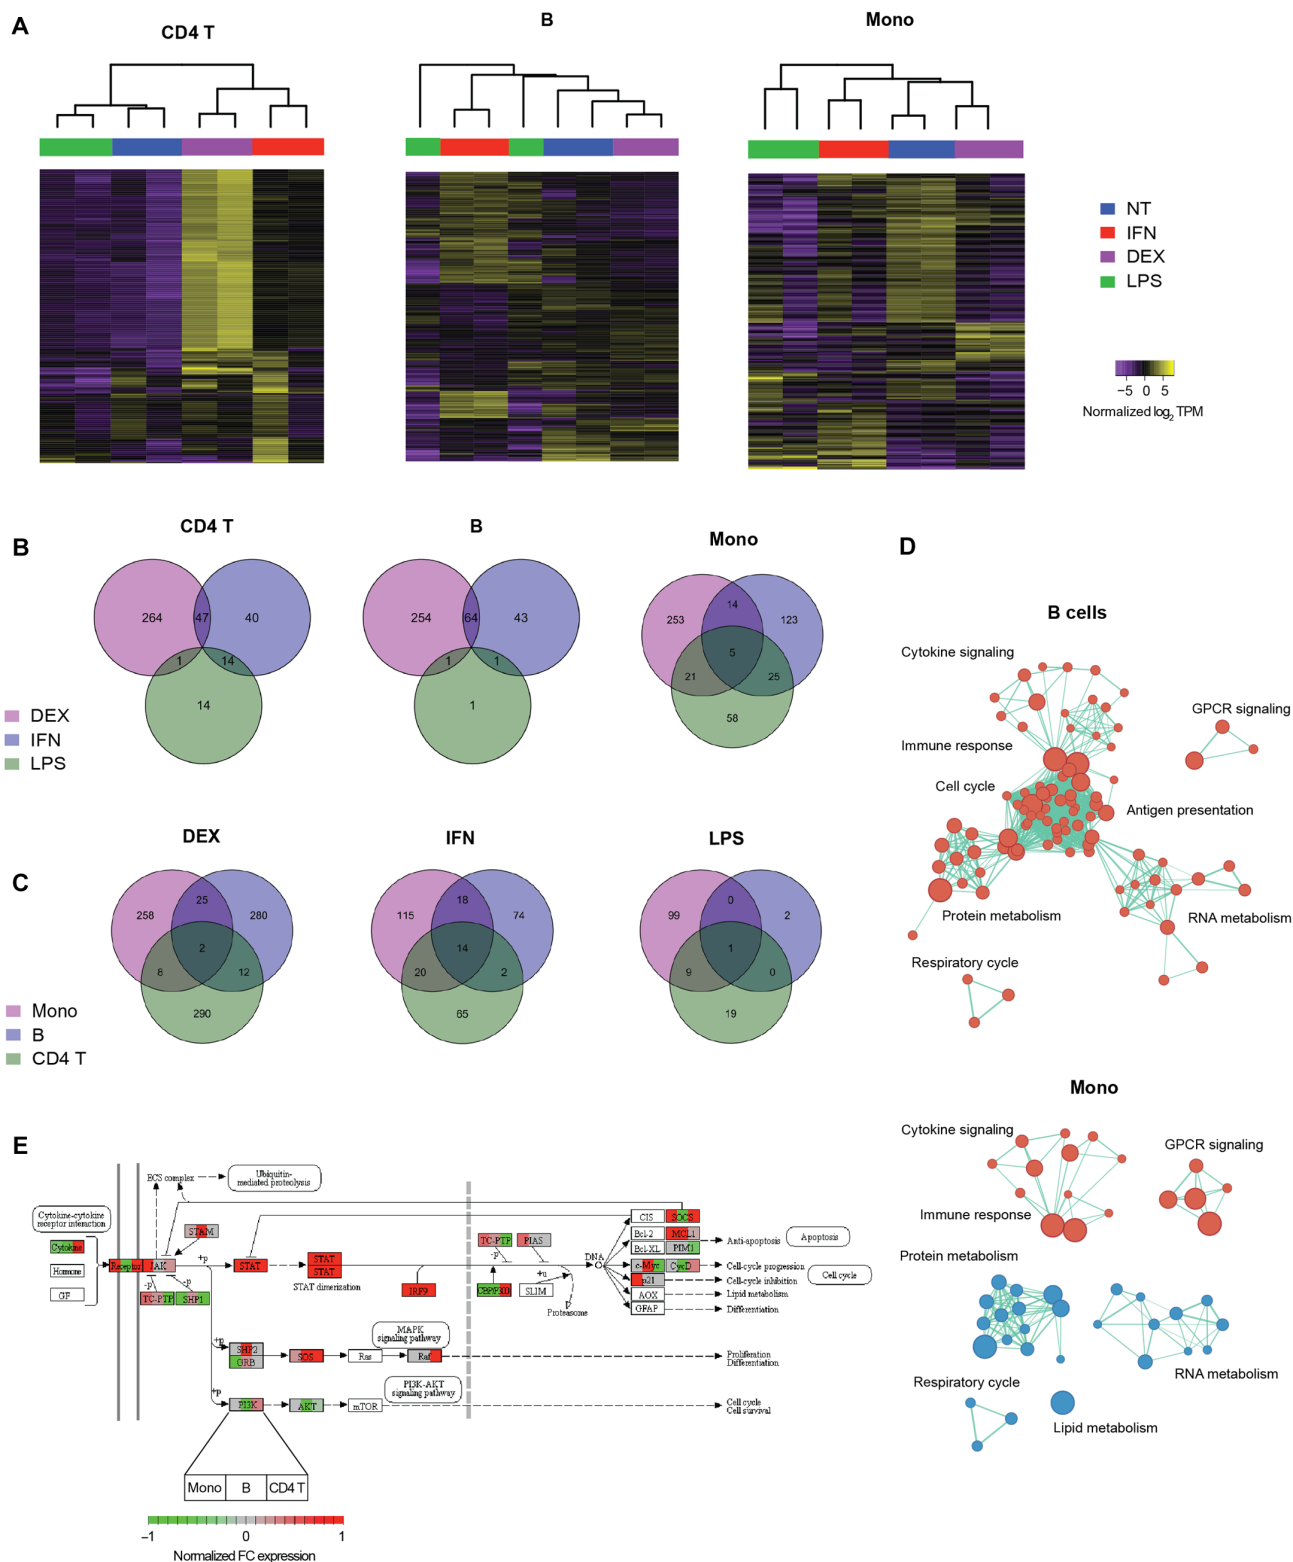 A
CD4 T
B
Mono
NT
IFN
DEX
LPS
−5 0 5
Normalized log2 TPM
B
CD4 T
B
Mono
264 47 40
1 14
14
254 64 43
1 1
1
14
253 123
5
21 25
58
DEX
IFN
LPS
C
DEX
IFN
LPS
25
258 280
2
8 12
290
18
115 74
14
20 2
65
0
99 2
1
9 0
19
Mono
B
CD4 T
D
B cells
Cytokine signaling
GPCR signaling
Immune response
Cell cycle
Antigen presentation
Protein metabolism
RNA metabolism
Respiratory cycle
Mono
Cytokine signaling
GPCR signaling
Immune response
Protein metabolism
RNA metabolism
Respiratory cycle
Lipid metabolism
E
ECS complex
Ubiquitin-
mediated proteolysis
Cytokine-cytokine
receptor interaction
Cytokine
Hormone
GF
Receptor
JAK
STAM
+p
-p
-p
TC-PTP
SHP1
STAT
STAT
STAT
STAT dimerization
IRF9
TC-PTP
PIAS
-p
+u
CBP/P300
SLIM
Proteasome
DNA
CIS
SOCS
Bcl-2
MCL1
Bcl-XL
PIM1
c-Myc
CycD
p21
AOX
GFAP
Anti-apoptosis
Apoptosis
Cell-cycle progression
Cell-cycle inhibition
Cell cycle
Lipid metabolism
Differentiation
+p
SHP2
GRB
SOS
Ras
Raf
MAPK
signaling pathway
Proliferation
Differentiation
+p
PI3K
AKT
mTOR
PI3K-AKT
signaling pathway
Cell cycle
Cell survival
Mono B CD4 T
−1 0 1
Normalized FC expression